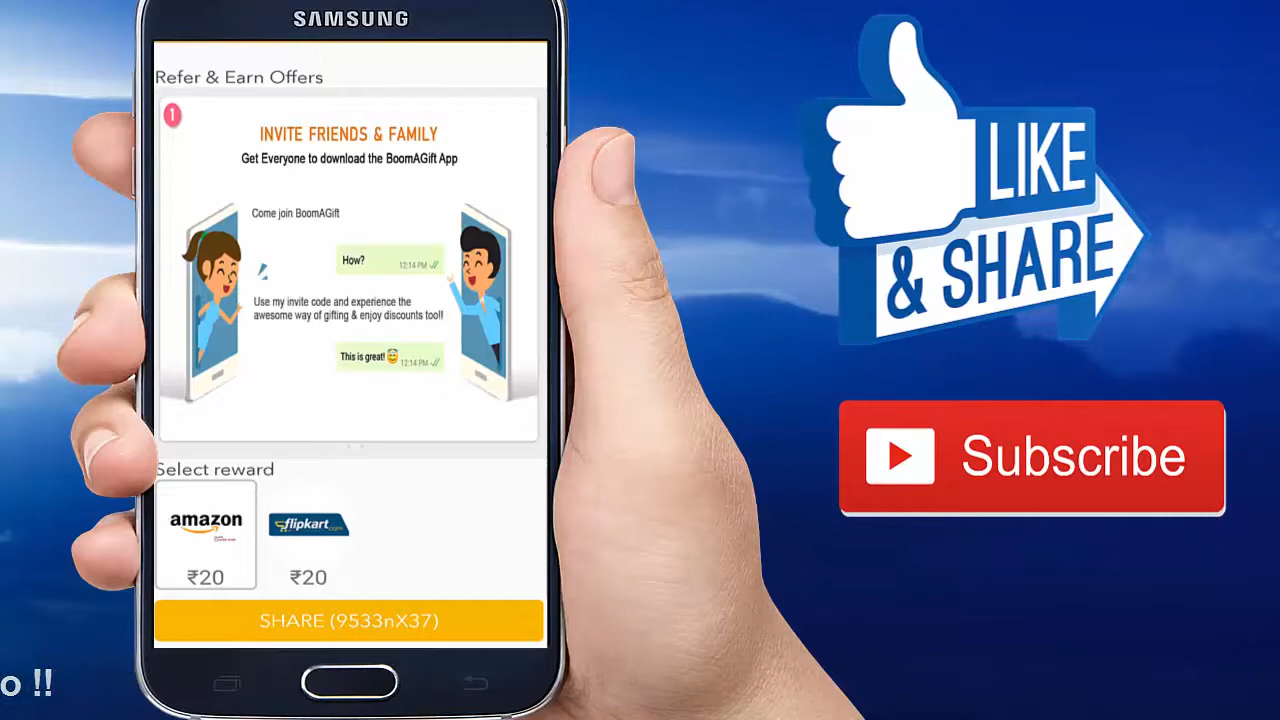 SAMSUNG
Refer & Earn Offers
1
INVITE FRIENDS & FAMILY
Get Everyone to download the BoomAGift App
Come join BoomAGift
How?
12:14 PM
Use my invite code and experience the
awesome way of gifting & enjoy discounts too!!
This is great! 😇
12:14 PM
Select reward
amazon
flipkart.com
₹20
₹20
SHARE (9533nX37)
LIKE
& SHARE
Subscribe
o !!